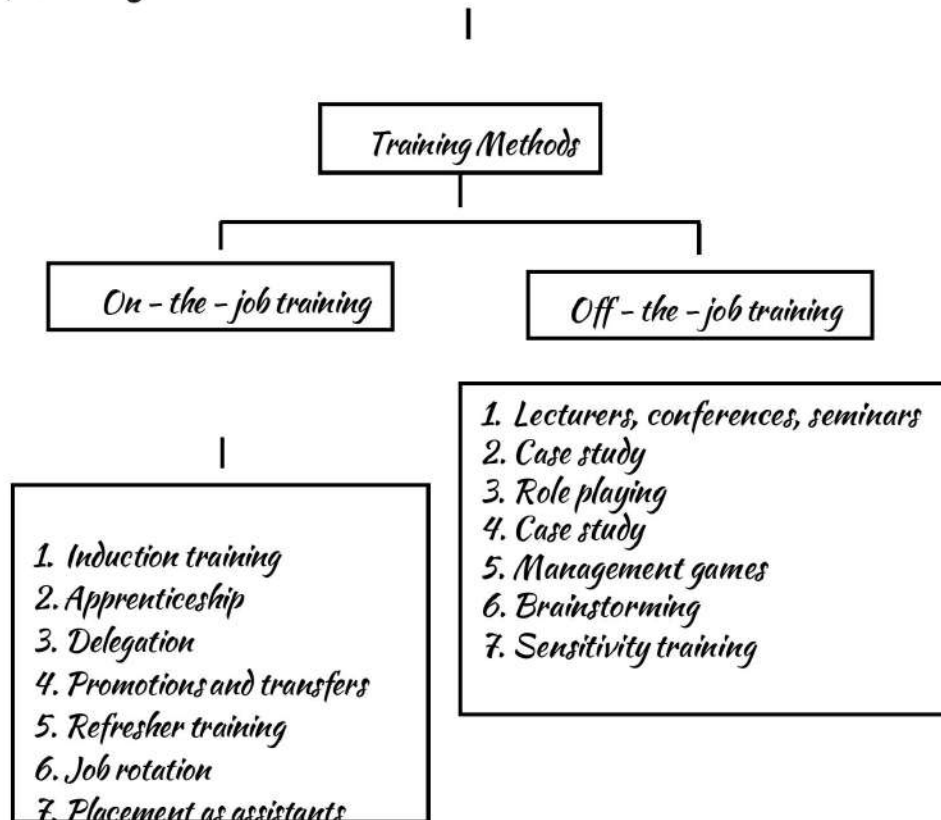 Training Methods
On – the – job training
Off – the – job training
1. Lecturers, conferences, seminars
2. Case study
3. Role playing
4. Case study
5. Management games
6. Brainstorming
7. Sensitivity training
1. Induction training
2. Apprenticeship
3. Delegation
4. Promotions and transfers
5. Refresher training
6. Job rotation
7. Placement as assistants